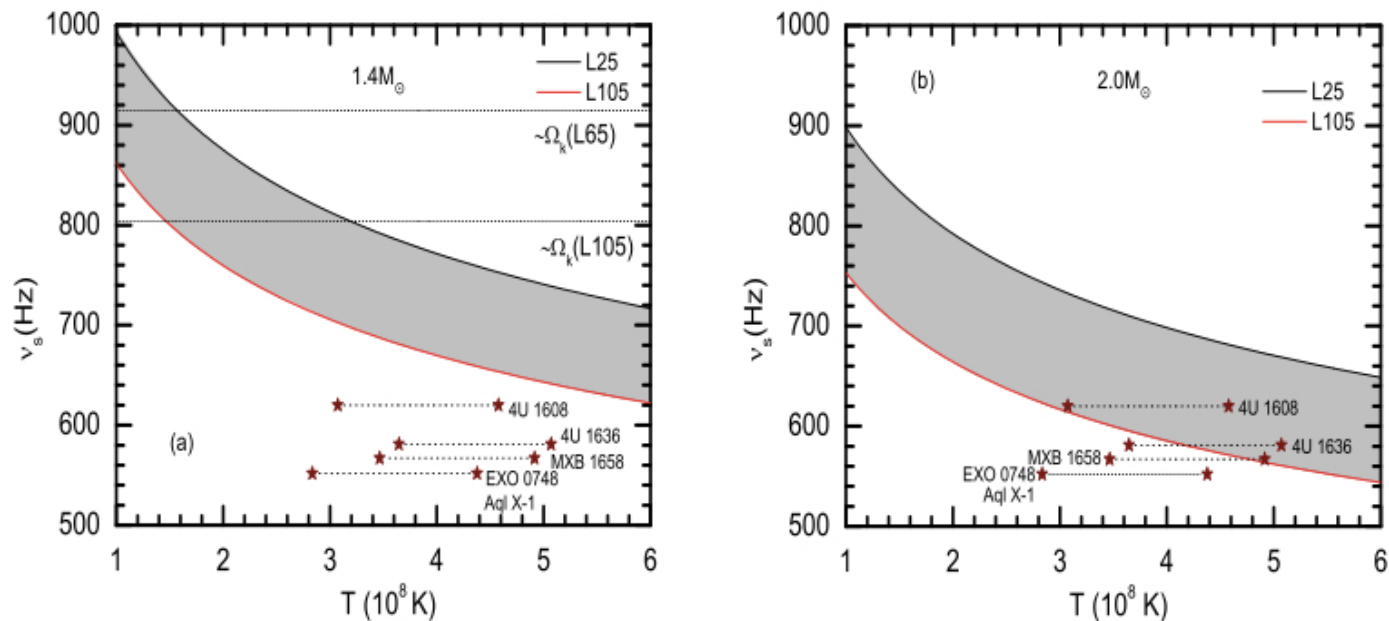 1000
900
800
700
600
500
ν_s(Hz)
1.4M_⊙
L25
L105
~Ω_k(L65)
~Ω_k(L105)
4U 1608
4U 1636
MXB 1658
EXO 0748
Aql X-1
(a)
1 2 3 4 5 6
T (10^8 K)
1000
900
800
700
600
500
ν_s(Hz)
(b)
2.0M_⊙
L25
L105
4U 1608
4U 1636
MXB 1658
EXO 0748
Aql X-1
1 2 3 4 5 6
T (10^8 K)